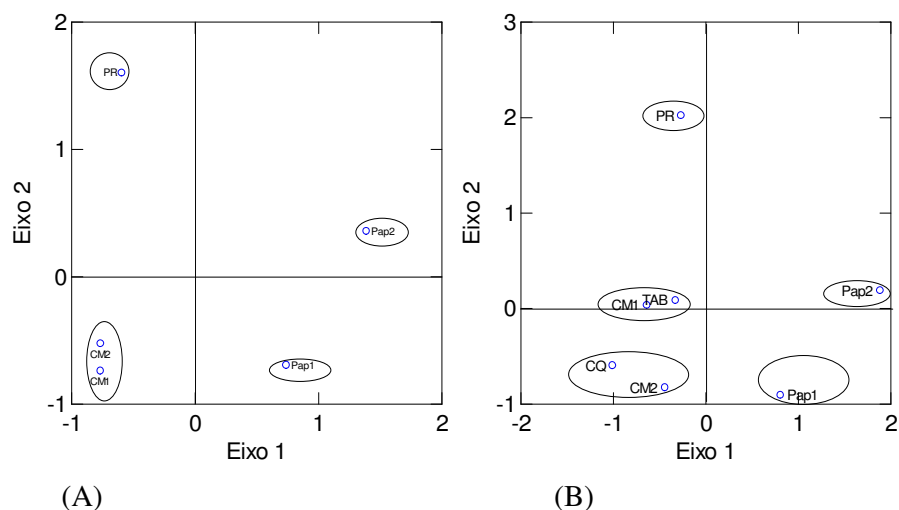 2
1
0
-1
-1 0 1 2
Eixo 2
Eixo 1
PR
Pap2
CM2
CM1
Pap1
(A)
3
2
1
0
-1
-2 -1 0 1 2
Eixo 2
Eixo 1
PR
CM1 TAB
Pap2
CQ
CM2
Pap1
(B)